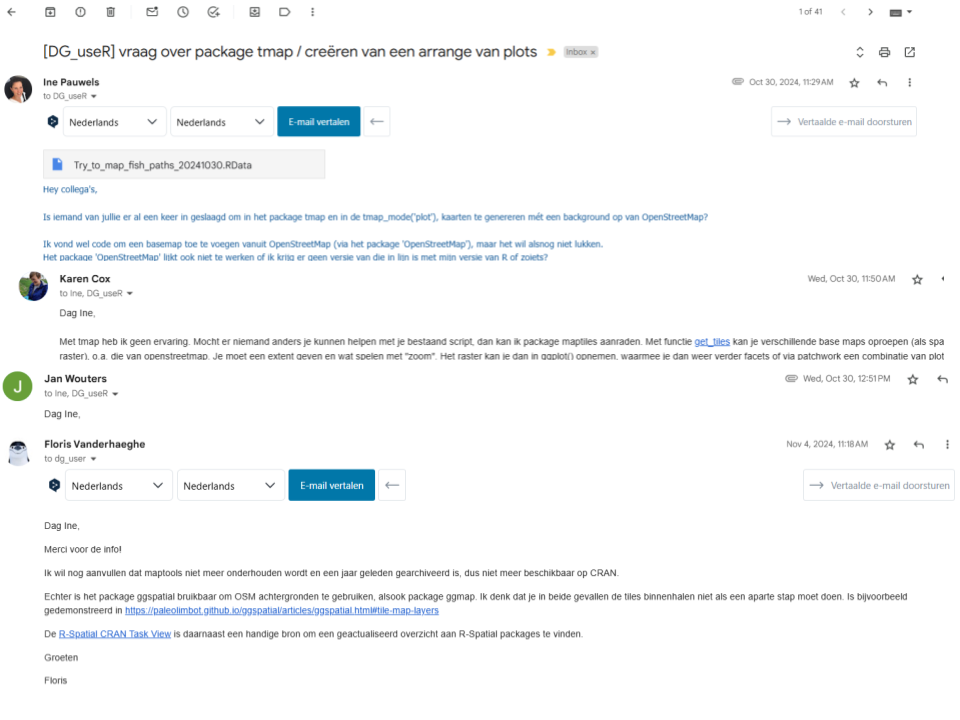 1 of 41
[DG_useR] vraag over package tmap / creëren van een arrange van plots
Inbox ×
Ine Pauwels
Oct 30, 2024, 11:29 AM
to DG_useR
Nederlands
Nederlands
E-mail vertalen
Vertaalde e-mail doorsturen
Try_to_map_fish_paths_20241030.RData
Hey collega's,
Is iemand van jullie er al een keer in geslaagd om in het package tmap en in de tmap_mode('plot'), kaarten te genereren mét een background op van OpenStreetMap?
Ik vond wel code om een basemap toe te voegen vanuit OpenStreetMap (via het package 'OpenStreetMap'), maar het wil alsnog niet lukken.
Het package 'OpenStreetMap' lijkt ook niet te werken of ik krijg er geen versie van die in lijn is met mijn versie van R of zoiets?
Karen Cox
Wed, Oct 30, 11:50 AM
to Ine, DG_useR
Dag Ine,
Met tmap heb ik geen ervaring. Mocht er niemand anders je kunnen helpen met je bestaand script, dan kan ik package maptiles aanraden. Met functie get_tiles kan je verschillende base maps oproepen (als spa
raster), o.a. die van openstreetmap. Je moet een extent geven en wat spelen met "zoom". Het raster kan je dan in ggplot() opnemen, waarmee je dan weer verder facets of via patchwork een combinatie van plot
J
Jan Wouters
Wed, Oct 30, 12:51 PM
to Ine, DG_useR
Dag Ine,
Floris Vanderhaeghe
Nov 4, 2024, 11:18 AM
to dg_user
Nederlands
Nederlands
E-mail vertalen
Vertaalde e-mail doorsturen
Dag Ine,
Merci voor de info!
Ik wil nog aanvullen dat maptools niet meer onderhouden wordt en een jaar geleden gearchiveerd is, dus niet meer beschikbaar op CRAN.
Echter is het package ggspatial bruikbaar om OSM achtergronden te gebruiken, alsook package ggmap. Ik denk dat je in beide gevallen de tiles binnenhalen niet als een aparte stap moet doen. Is bijvoorbeeld
gedemonstreerd in https://paleolimbot.github.io/ggspatial/articles/ggspatial.html#tile-map-layers
De R-Spatial CRAN Task View is daarnaast een handige bron om een geactualiseerd overzicht aan R-Spatial packages te vinden.
Groeten
Floris